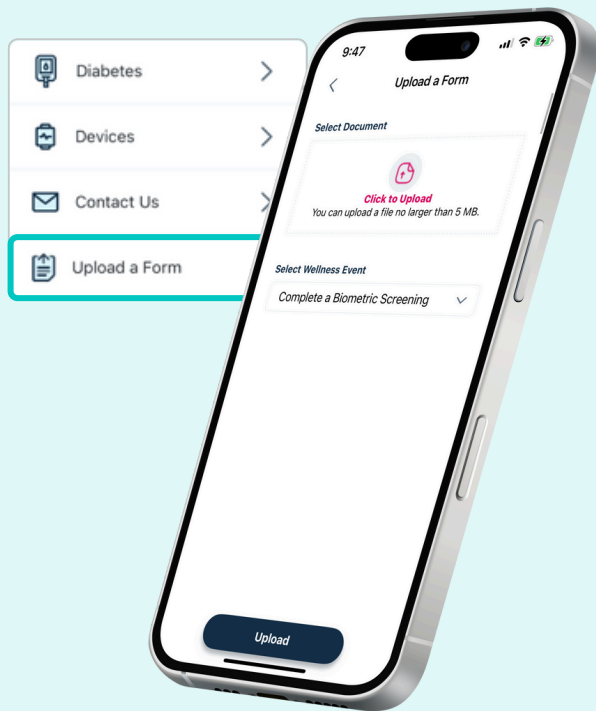 Diabetes
Devices
Contact Us
Upload a Form
9:47
Upload a Form
Select Document
Click to Upload
You can upload a file no larger than 5 MB.
Select Wellness Event
Complete a Biometric Screening
Upload